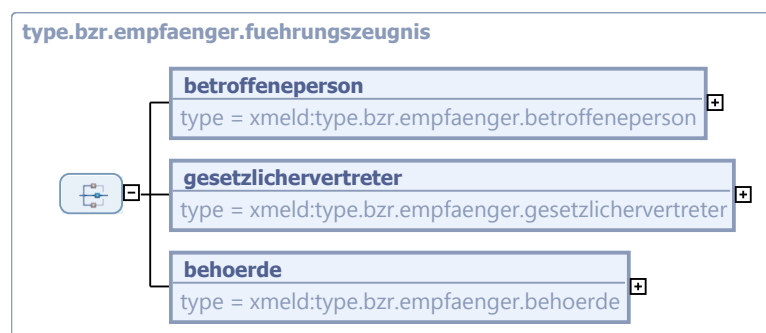 type.bzr.empfaenger.fuehrungszeugnis
betroffeneperson
type = xmeld:type.bzr.empfaenger.betroffeneperson
gesetzlichervertreter
type = xmeld:type.bzr.empfaenger.gesetzlichervertreter
behoerde
type = xmeld:type.bzr.empfaenger.behoerde